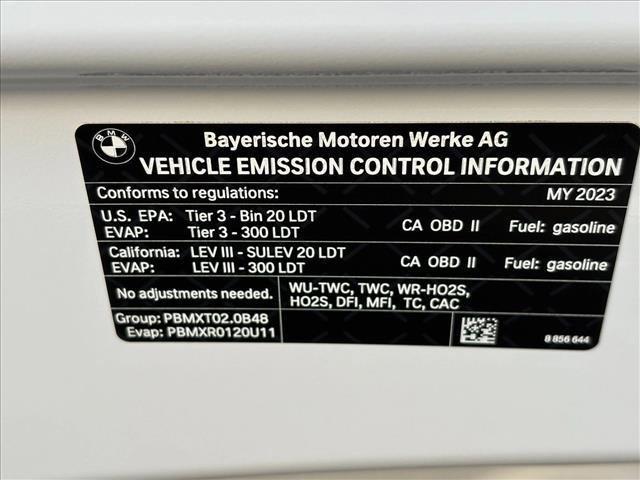 BMW
Bayerische Motoren Werke AG
VEHICLE EMISSION CONTROL INFORMATION
Conforms to regulations: MY 2023
U.S. EPA: Tier 3 - Bin 20 LDT CA OBD II Fuel: gasoline
EVAP: Tier 3 - 300 LDT
California: LEV III - SULEV 20 LDT CA OBD II Fuel: gasoline
EVAP: LEV III - 300 LDT
No adjustments needed. WU-TWC, TWC, WR-HO2S,
HO2S, DFI, MFI, TC, CAC
Group: PBMXT02.0B48
Evap: PBMXR0120U11
8 856 644